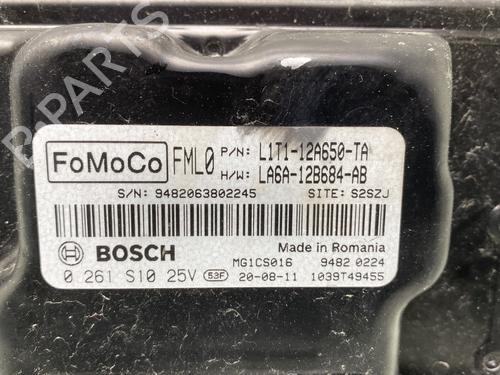 B-PARTS
FoMoCo FML0 P/N: L1T1-12A650-TA
H/W: LA6A-12B684-AB
S/N: 9482063802245 SITE: S2SZJ
BOSCH Made in Romania
MG1CS016 9482 0224
0 261 S10 25V 53F 20-08-11 1039T49455